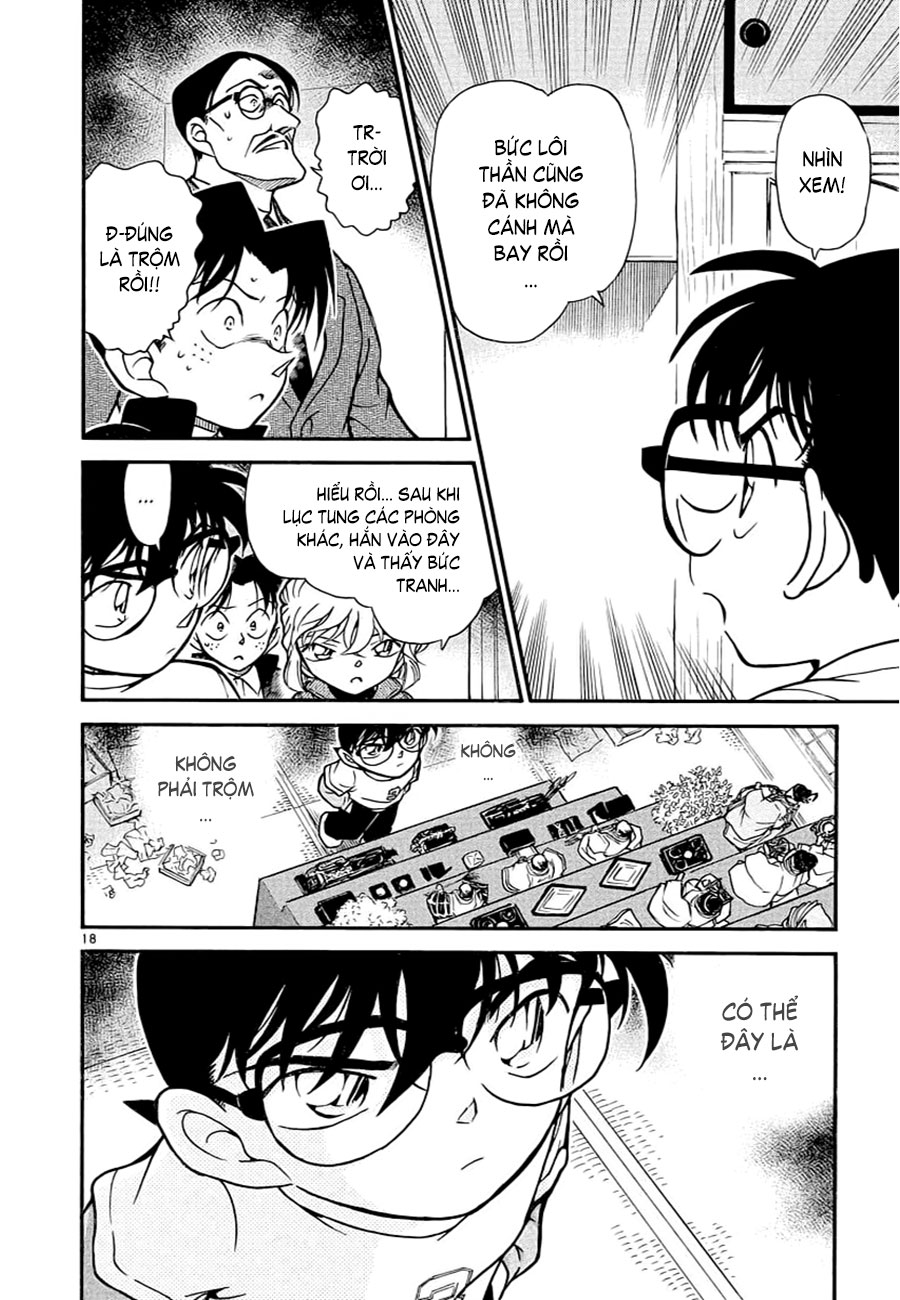 NHÌN
XEM!
BỨC LÔI
THẦN CŨNG
ĐÃ KHÔNG
CÁNH MÀ
BAY RỒI
...
TR-
TRỜI
ƠI...
Đ-ĐÚNG
LÀ TRỘM
RỒI!!
HIỂU RỒI... SAU KHI
LỤC TUNG CÁC PHÒNG
KHÁC, HẮN VÀO ĐÂY
VÀ THẤY BỨC
TRANH...
...
KHÔNG
...
KHÔNG
PHẢI TRỘM
...
18
CÓ THỂ
ĐÂY LÀ
...